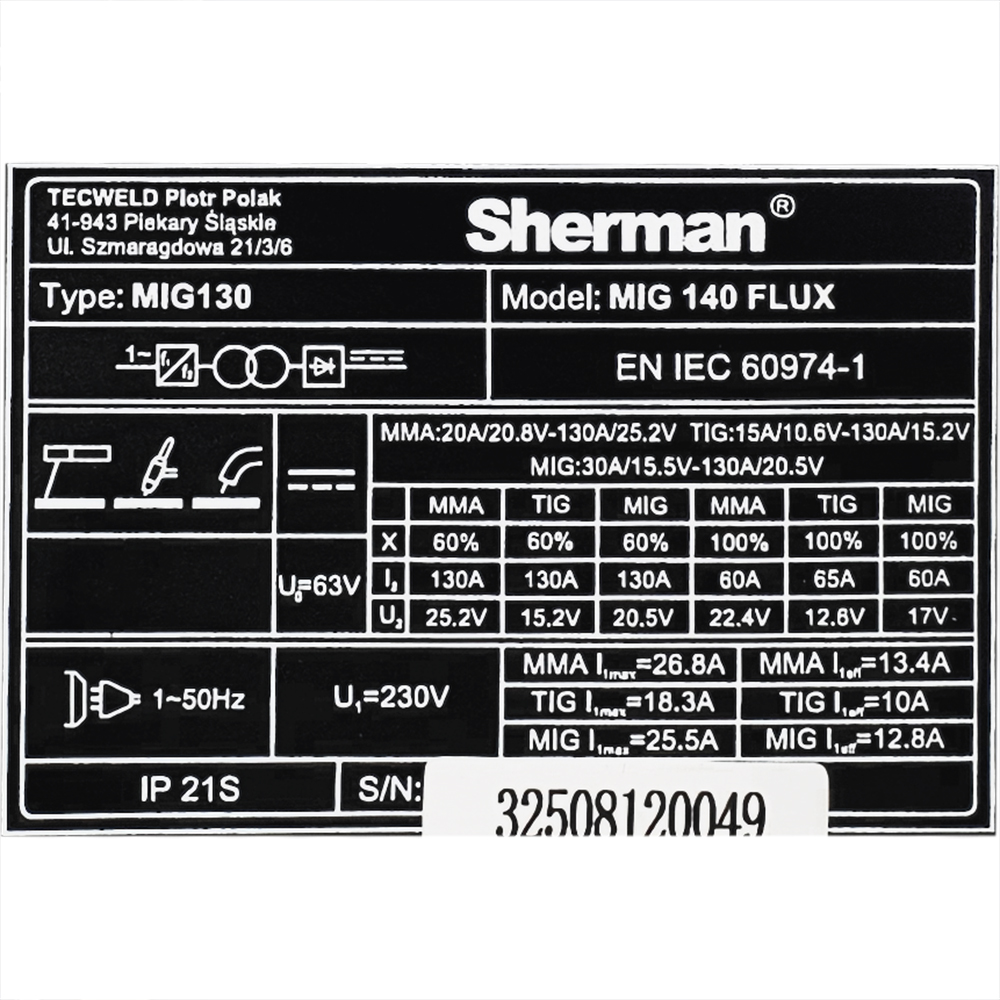 TECWELD Piotr Polak
41-943 Piekary Śląskie
Ul. Szmaragdowa 21/3/6
Sherman®
Type: MIG130
Model: MIG 140 FLUX
1~ f₁/f₂
EN IEC 60974-1
MMA:20A/20.8V-130A/25.2V TIG:15A/10.6V-130A/15.2V
MIG:30A/15.5V-130A/20.5V
MMA TIG MIG MMA TIG MIG
X 60% 60% 60% 100% 100% 100%
U₀=63V
I₂ 130A 130A 130A 60A 65A 60A
U₂ 25.2V 15.2V 20.5V 22.4V 12.6V 17V
1~50Hz
U₁=230V
MMA I₁max=26.8A MMA I₁eff=13.4A
TIG I₁max=18.3A TIG I₁eff=10A
MIG I₁max=25.5A MIG I₁eff=12.8A
IP 21S
S/N: 32508120049